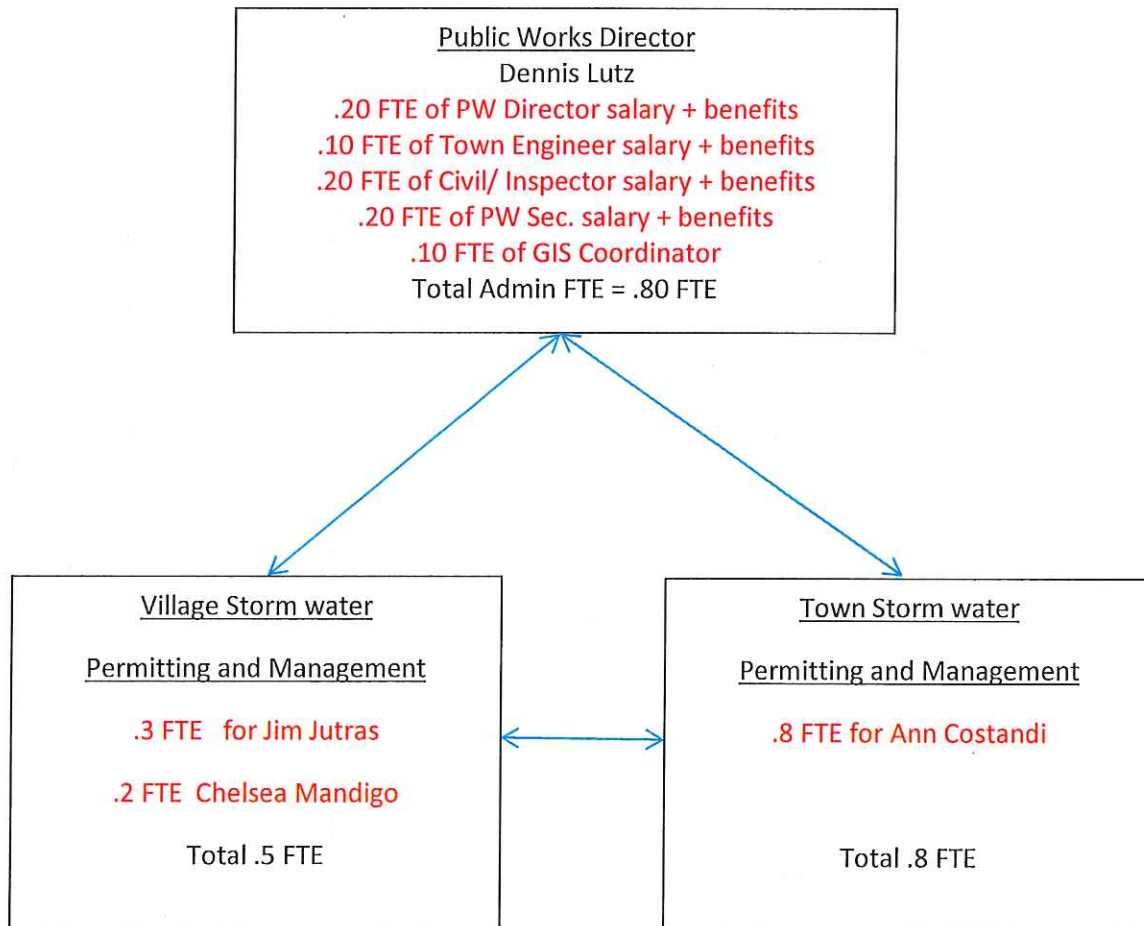 Public Works Director
Dennis Lutz
.20 FTE of PW Director salary + benefits
.10 FTE of Town Engineer salary + benefits
.20 FTE of Civil/ Inspector salary + benefits
.20 FTE of PW Sec. salary + benefits
.10 FTE of GIS Coordinator
Total Admin FTE = .80 FTE
Village Storm water
Permitting and Management
.3 FTE for Jim Jutras
.2 FTE Chelsea Mandigo
Total .5 FTE
Town Storm water
Permitting and Management
.8 FTE for Ann Costandi
Total .8 FTE